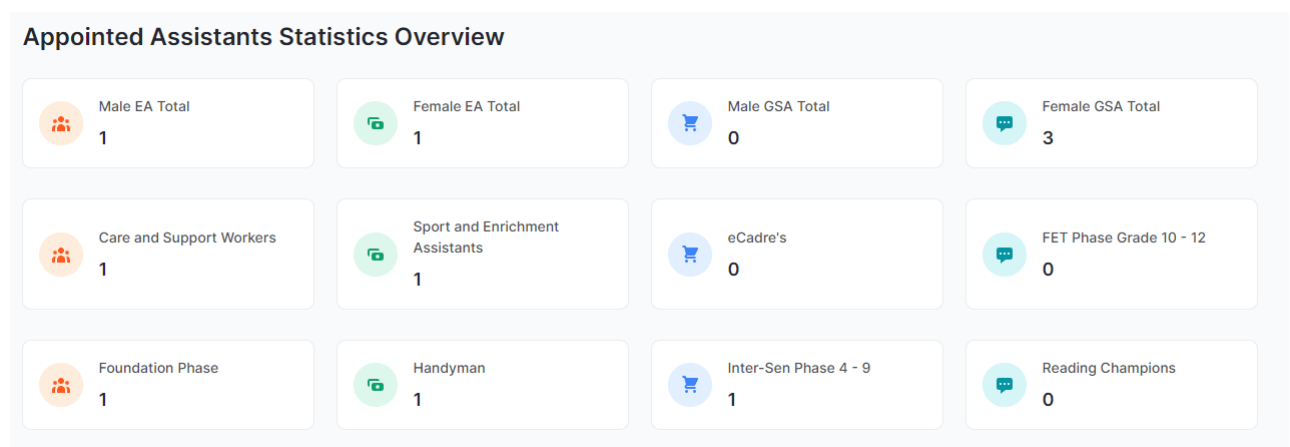 Appointed Assistants Statistics Overview
Male EA Total
1
Female EA Total
1
Male GSA Total
0
Female GSA Total
3
Care and Support Workers
1
Sport and Enrichment
Assistants
1
eCadre's
0
FET Phase Grade 10 - 12
0
Foundation Phase
1
Handyman
1
Inter-Sen Phase 4 - 9
1
Reading Champions
0